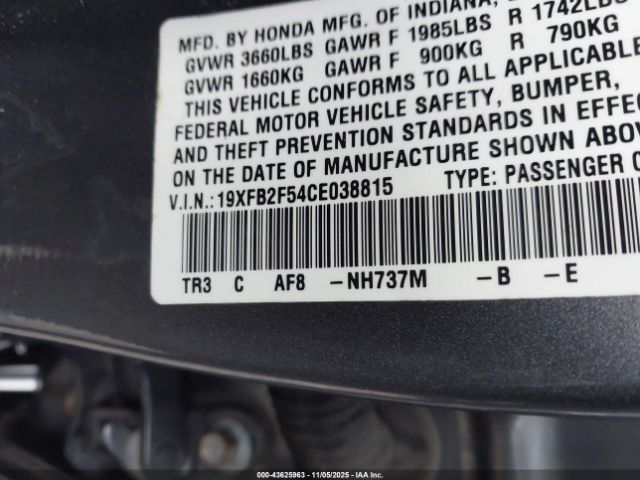 MFD. BY HONDA MFG. OF INDIANA,
GVWR 3660LBS GAWR F 1985LBS R 1742LBS
GVWR 1660KG GAWR F 900KG R 790KG
THIS VEHICLE CONFORMS TO ALL APPLICABLE
FEDERAL MOTOR VEHICLE SAFETY, BUMPER,
AND THEFT PREVENTION STANDARDS IN EFFEC
ON THE DATE OF MANUFACTURE SHOWN ABOV
V.I.N.:19XFB2F54CE038815 TYPE: PASSENGER C
TR3 C AF8 -NH737M -B -E
00-43625963 - 11/05/2025 - © IAA INC.